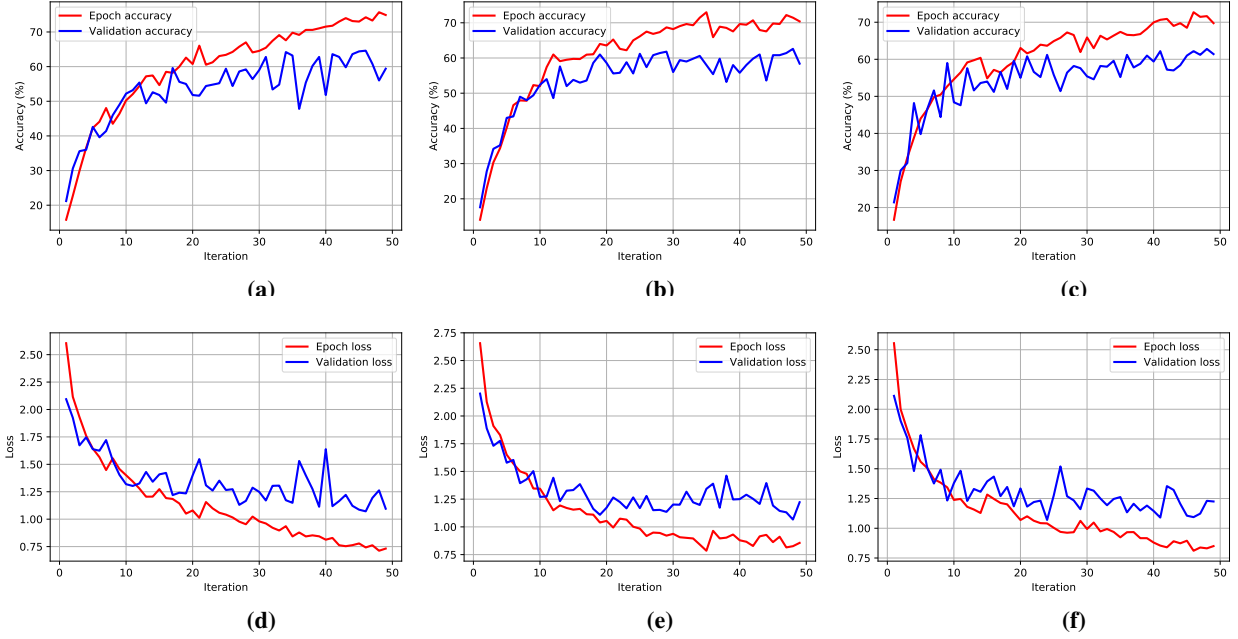 Epoch accuracy
Validation accuracy
Accuracy (%)
70
60
50
40
30
20
0 10 20 30 40 50
Iteration
(a)
Epoch accuracy
Validation accuracy
Accuracy (%)
70
60
50
40
30
20
0 10 20 30 40 50
Iteration
(b)
Epoch accuracy
Validation accuracy
Accuracy (%)
70
60
50
40
30
20
0 10 20 30 40 50
Iteration
(c)
Epoch loss
Validation loss
Loss
2.50
2.25
2.00
1.75
1.50
1.25
1.00
0.75
0 10 20 30 40 50
Iteration
(d)
Epoch loss
Validation loss
Loss
2.75
2.50
2.25
2.00
1.75
1.50
1.25
1.00
0.75
0 10 20 30 40 50
Iteration
(e)
Epoch loss
Validation loss
Loss
2.50
2.25
2.00
1.75
1.50
1.25
1.00
0.75
0 10 20 30 40 50
Iteration
(f)